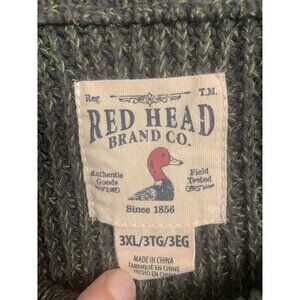 Reg. T.M.
RED HEAD
BRAND CO.
Authentic Goods
Field Tested
Since 1856
3XL/3TG/3EG
MADE IN CHINA
FABRIQUÉ EN CHINE
HECHO EN CHINA